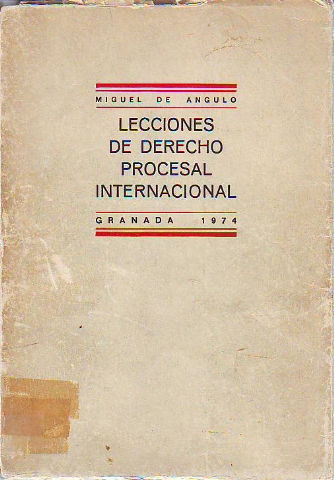 MIGUEL DE ANGULO
LECCIONES
DE DERECHO
PROCESAL
INTERNACIONAL
GRANADA 1974